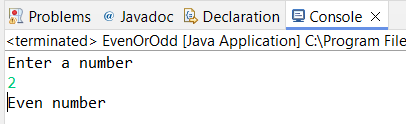 Problems @ Javadoc Declaration Console
<terminated> EvenOrOdd [Java Application] C:\Program File
Enter a number
2
Even number